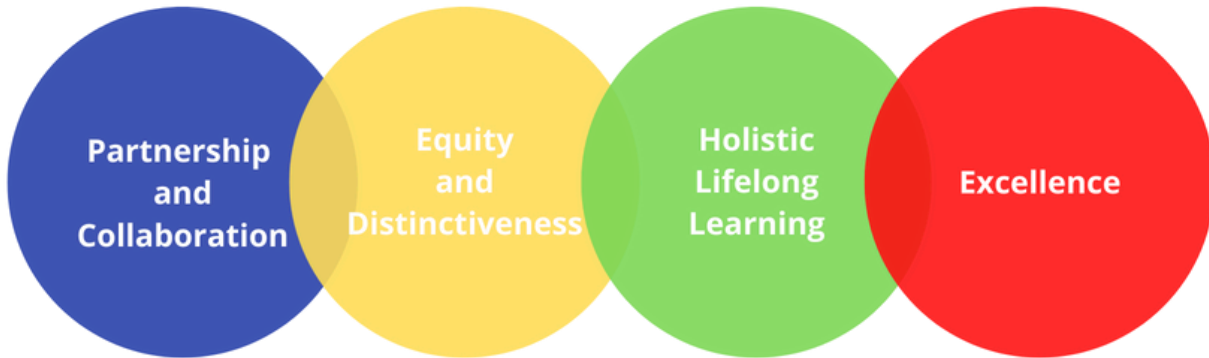 Partnership
and
Collaboration
Equity
and
Distinctiveness
Holistic
Lifelong
Learning
Excellence